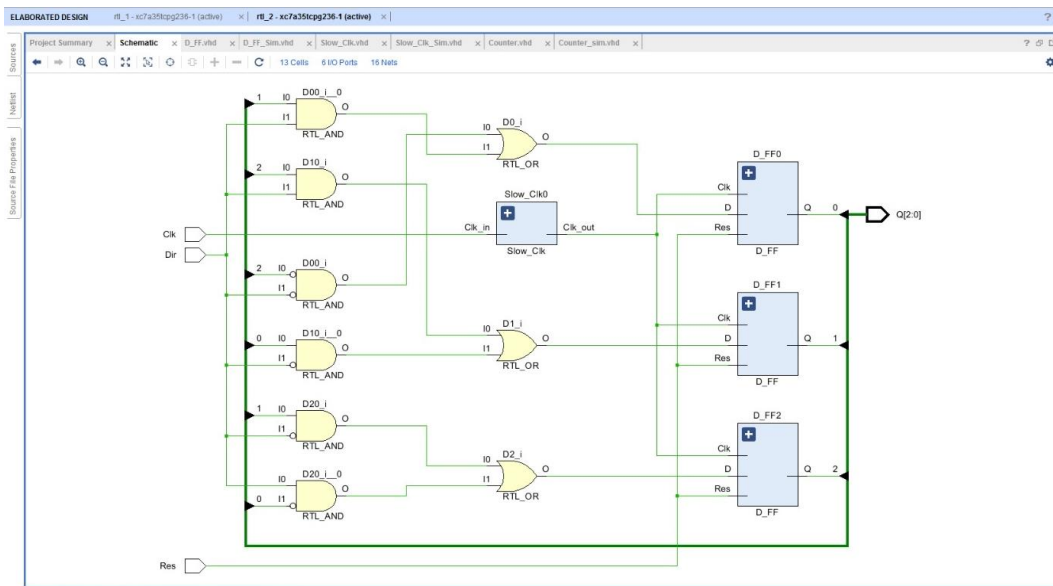 ELABORATED DESIGN rtl_1 - xc7a35tcpg236-1 (active) × rtl_2 - xc7a35tcpg236-1 (active) × ?
Project Summary × Schematic × D_FF.vhd × D_FF_Sim.vhd × Slow_Clk.vhd × Slow_Clk_Sim.vhd × Counter.vhd × Counter_sim.vhd × ?
13 Cells 6 I/O Ports 16 Nets
Sources
Netlist
Source File Properties
D00_i__0
1 I0
I1 O
RTL_AND
D10_i
2 I0
I1 O
RTL_AND
D0_i
I0
I1 O
RTL_OR
Slow_Clk0
Clk_in Clk_out
Slow_Clk
D_FF0
Clk
D Q 0
Res
D_FF
Q[2:0]
Clk
Dir
D00_i
2 I0
I1 O
RTL_AND
D10_i__0
0 I0
I1 O
RTL_AND
D1_i
I0
I1 O
RTL_OR
D_FF1
Clk
D Q 1
Res
D_FF
D20_i
1 I0
I1 O
RTL_AND
D20_i__0
I0
0 I1 O
RTL_AND
D2_i
I0
I1 O
RTL_OR
D_FF2
Clk
D Q 2
Res
D_FF
Res